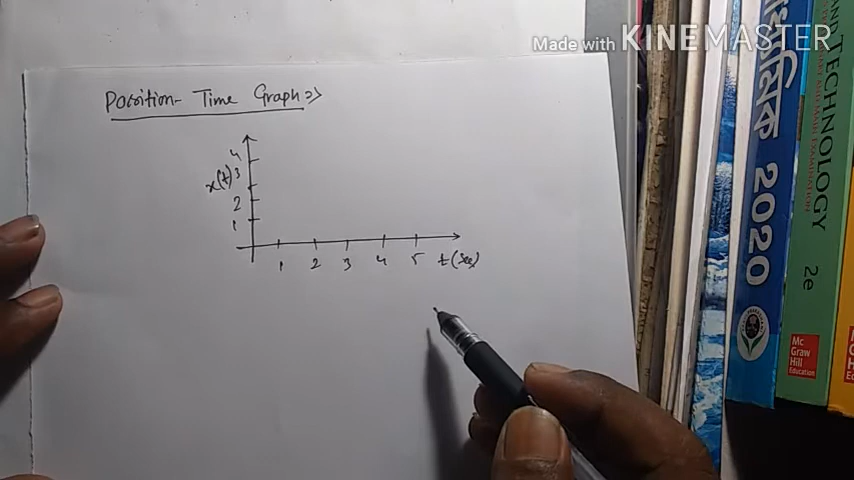 Made with KINEMASTER
Position- Time Graph ⇒
4
x(t) 3
2
1
1 2 3 4 5 t (sec)
2020
AND
TECHNOLOGY
2e
Mc
Graw
Hill
Education